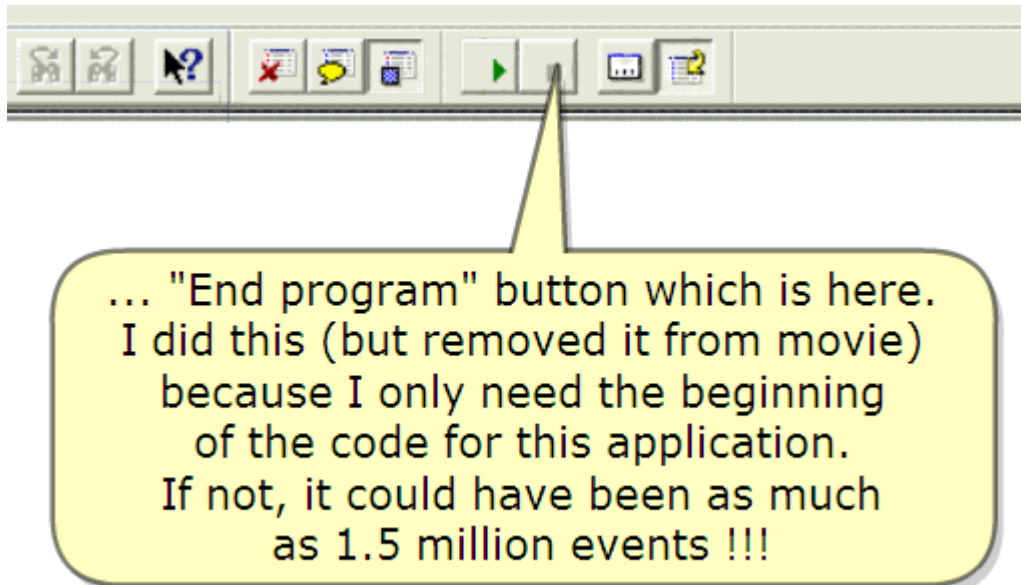 ... "End program" button which is here.
I did this (but removed it from movie)
because I only need the beginning
of the code for this application.
If not, it could have been as much
as 1.5 million events !!!